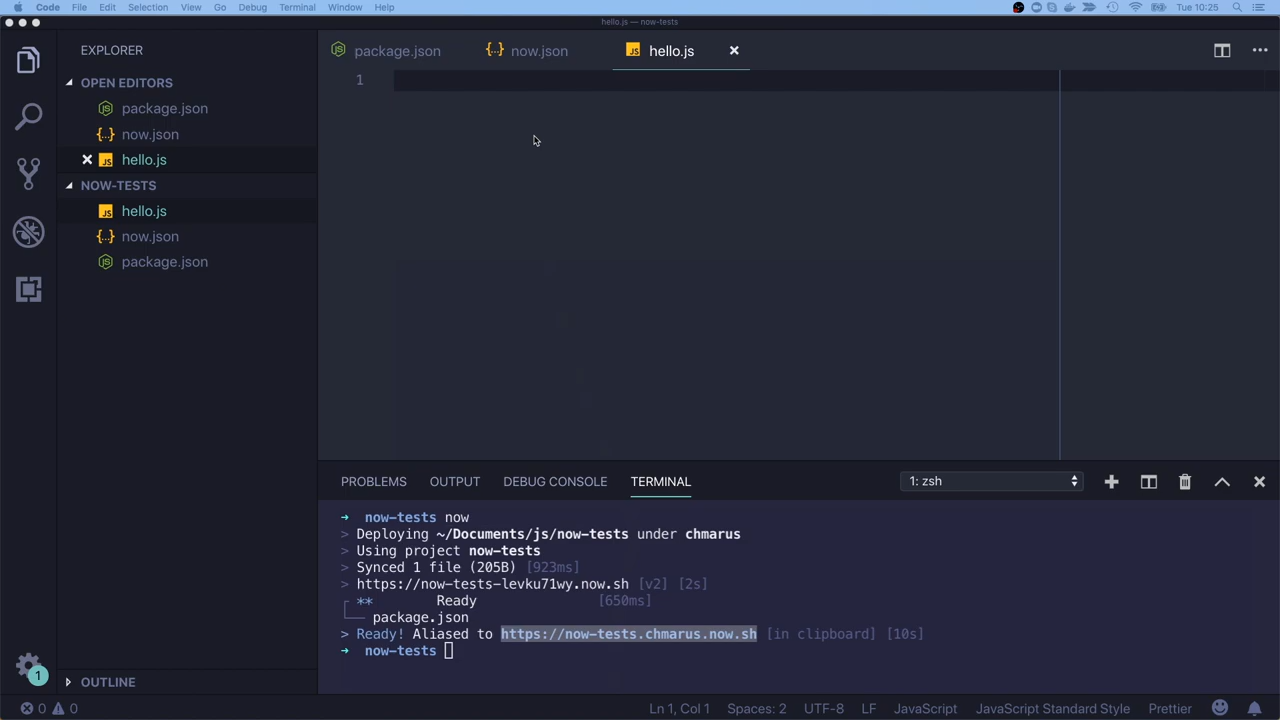 Code File Edit Selection View Go Debug Terminal Window Help Tue 10:25
hello.js — now-tests
EXPLORER
OPEN EDITORS
package.json
now.json
JS hello.js
NOW-TESTS
JS hello.js
{..} now.json
JS package.json
OUTLINE
1
0 0
package.json {..} now.json JS hello.js
1
PROBLEMS OUTPUT DEBUG CONSOLE TERMINAL 1: zsh
now-tests now
> Deploying ~/Documents/js/now-tests under chmarus
> Using project now-tests
> Synced 1 file (205B) [923ms]
> https://now-tests-levku71wy.now.sh [v2] [2s]
┌ ** Ready [650ms]
└── package.json
> Ready! Aliased to https://now-tests.chmarus.now.sh [in clipboard] [10s]
now-tests
Ln 1, Col 1 Spaces: 2 UTF-8 LF JavaScript JavaScript Standard Style Prettier